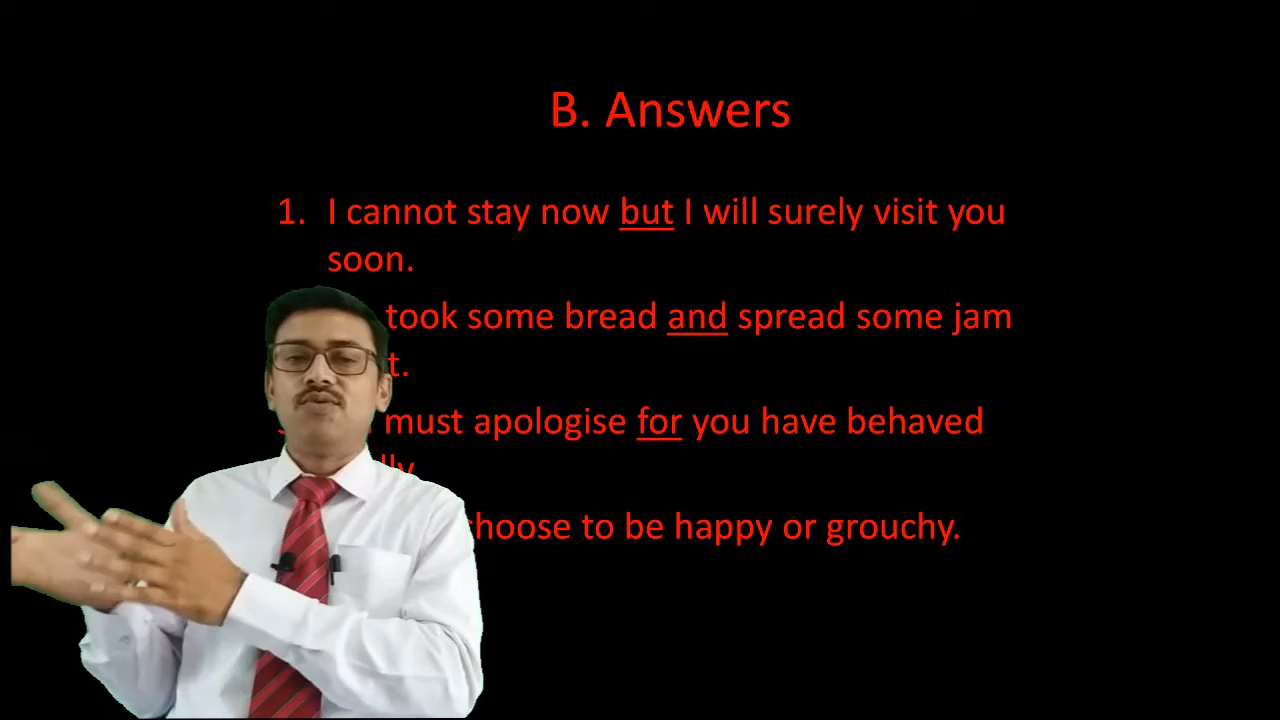 B. Answers
1. I cannot stay now but I will surely visit you
soon.
took some bread and spread some jam
must apologise for you have behaved
choose to be happy or grouchy.